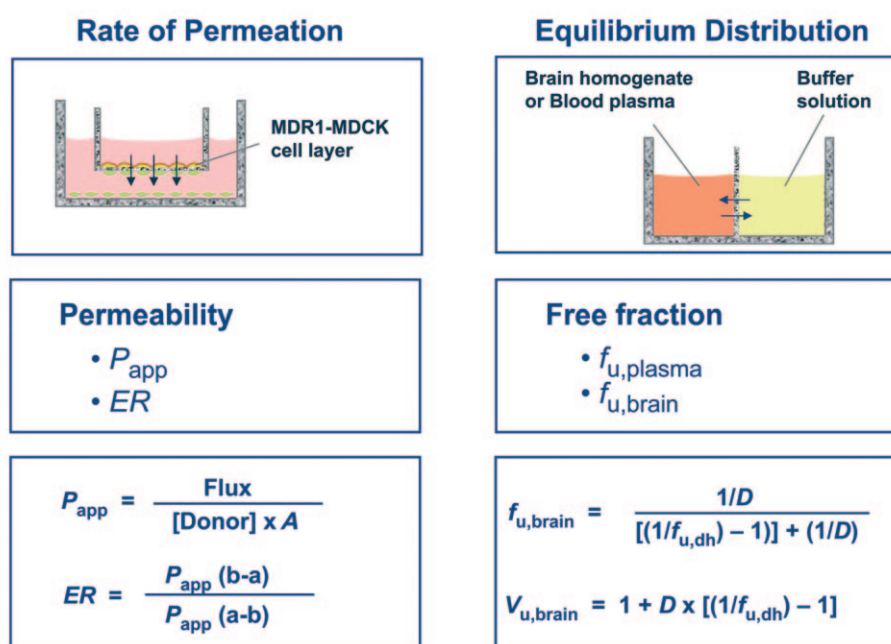 Rate of Permeation
MDR1-MDCK
cell layer
Permeability
• Papp
• ER
Papp = Flux / [Donor] x A
ER = Papp (b-a) / Papp (a-b)
Equilibrium Distribution
Brain homogenate
or Blood plasma
Buffer
solution
Free fraction
• fu,plasma
• fu,brain
fu,brain = 1/D / [(1/fu,dh) – 1)] + (1/D)
Vu,brain = 1 + D x [(1/fu,dh) – 1]